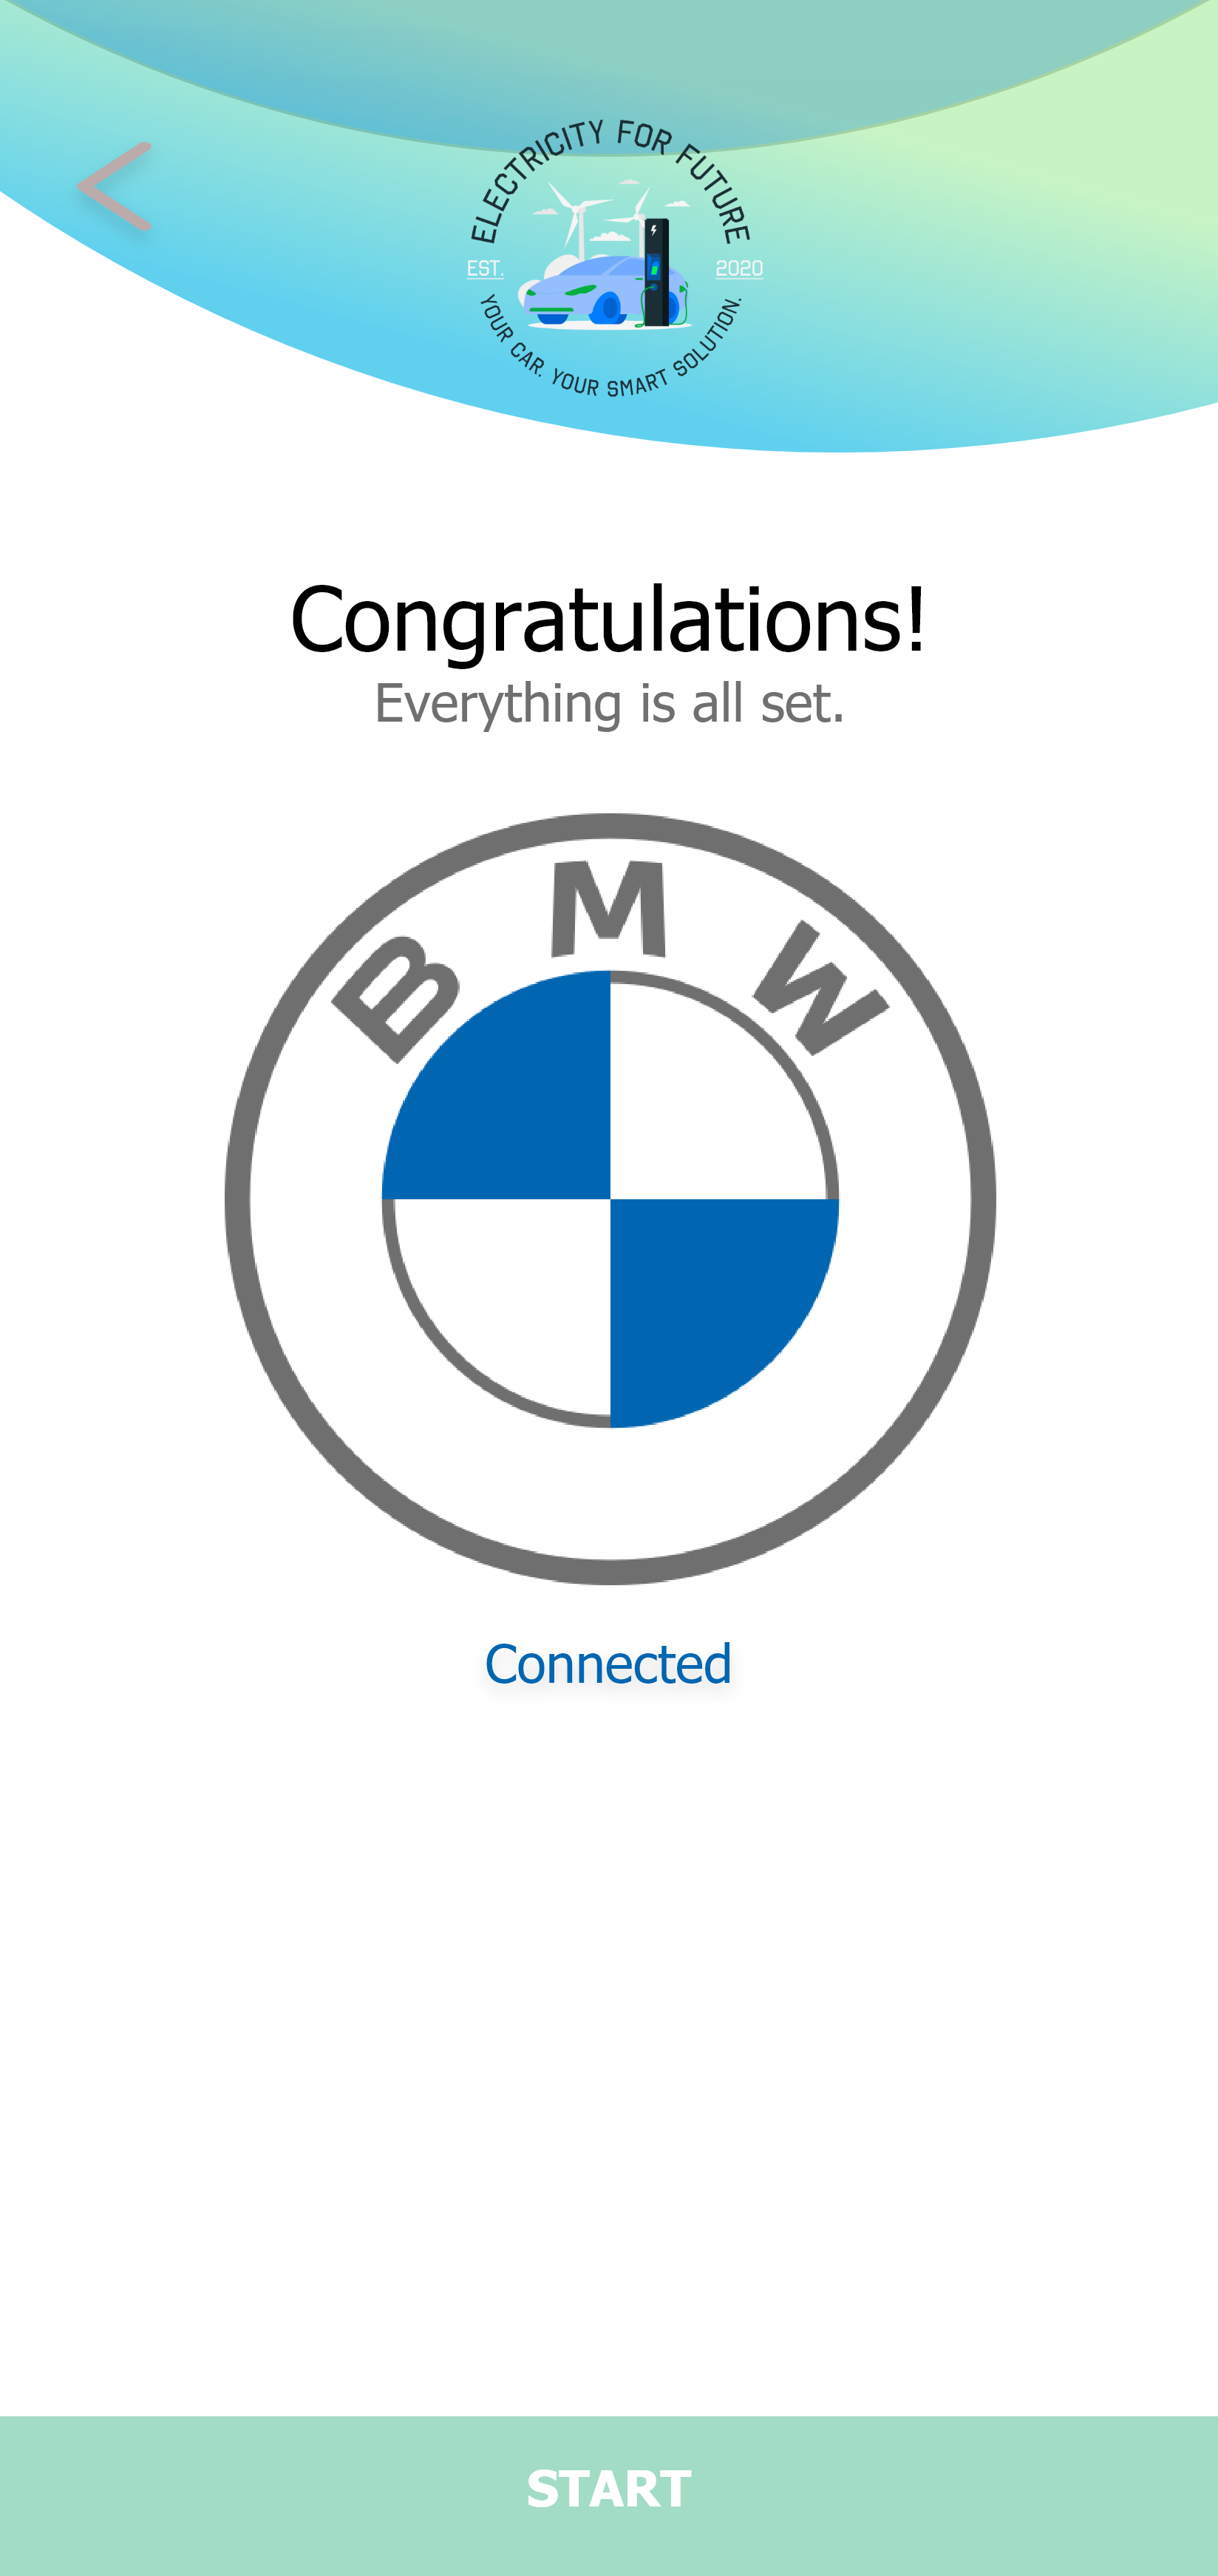 ELECTRICITY FOR FUTURE
EST.
2020
YOUR CAR. YOUR SMART SOLUTION.
Congratulations!
Everything is all set.
BMW
Connected
START